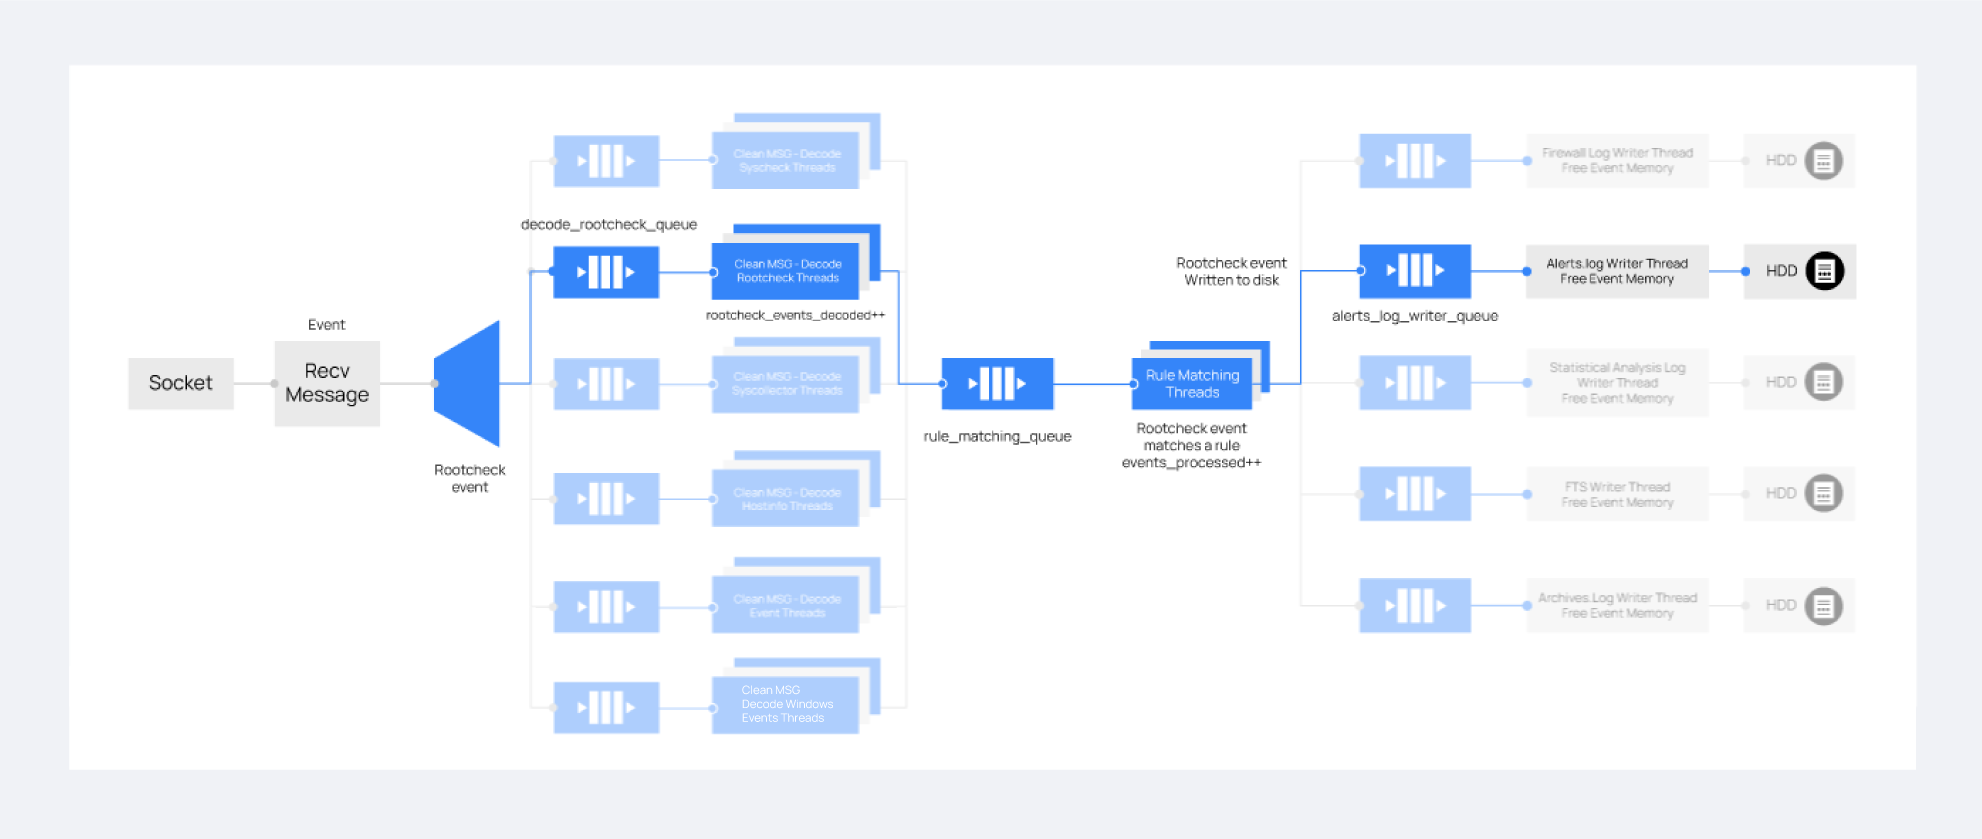 Socket
Event
Recv
Message
Rootcheck
event
Clean MSG - Decode
Syscheck Threads
decode_rootcheck_queue
Clean MSG - Decode
Rootcheck Threads
rootcheck_events_decoded++
Clean MSG - Decode
Syscollector Threads
Clean MSG - Decode
Hostinfo Threads
Clean MSG - Decode
Event Threads
Clean MSG
Decode Windows
Events Threads
rule_matching_queue
Rule Matching
Threads
Rootcheck event
matches a rule
events_processed++
Rootcheck event
Written to disk
Firewall Log Writer Thread
Free Event Memory
HDD
alerts_log_writer_queue
Alerts.log Writer Thread
Free Event Memory
HDD
Statistical Analysis Log
Writer Thread
Free Event Memory
HDD
FTS Writer Thread
Free Event Memory
HDD
Archives.Log Writer Thread
Free Event Memory
HDD